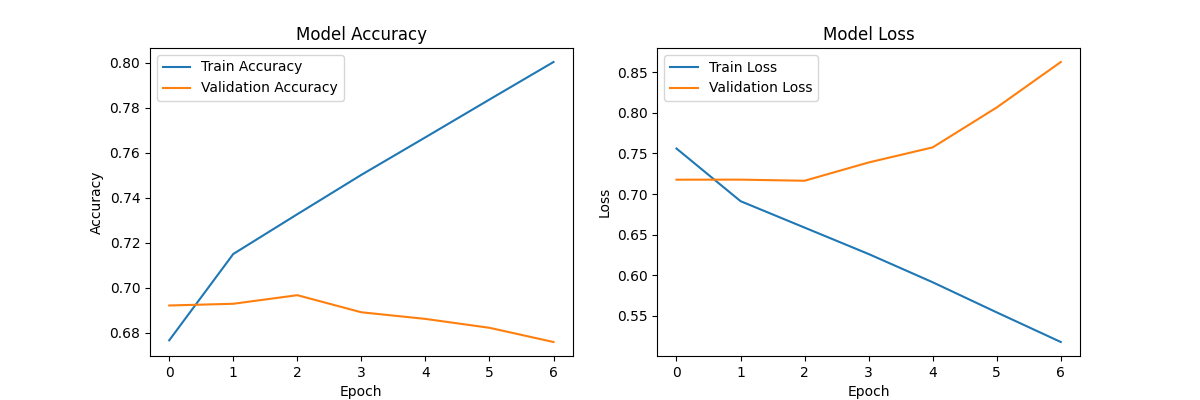 Model Accuracy
Train Accuracy
Validation Accuracy
0.80
0.78
0.76
0.74
0.72
0.70
0.68
Accuracy
0 1 2 3 4 5 6
Epoch
Model Loss
Train Loss
Validation Loss
0.85
0.80
0.75
0.70
0.65
0.60
0.55
Loss
0 1 2 3 4 5 6
Epoch